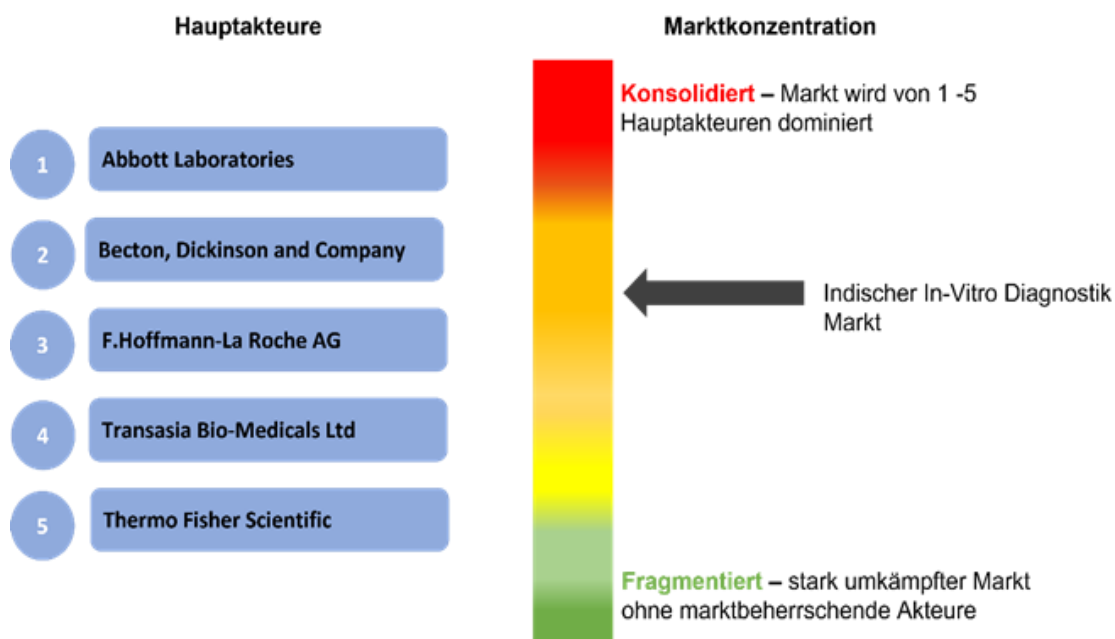 Hauptakteure
1
Abbott Laboratories
2
Becton, Dickinson and Company
3
F.Hoffmann-La Roche AG
4
Transasia Bio-Medicals Ltd
5
Thermo Fisher Scientific
Marktkonzentration
Konsolidiert – Markt wird von 1 -5
Hauptakteuren dominiert
Indischer In-Vitro Diagnostik
Markt
Fragmentiert – stark umkämpfter Markt
ohne marktbeherrschende Akteure